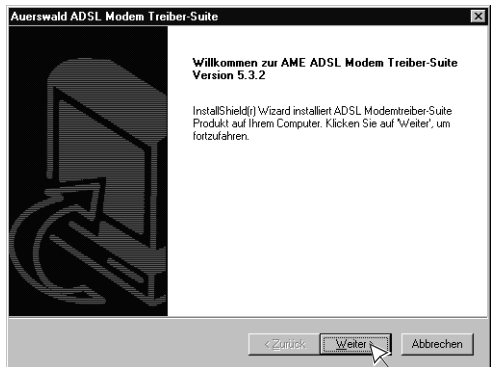 Auerswald ADSL Modem Treiber-Suite
Willkommen zur AME ADSL Modem Treiber-Suite
Version 5.3.2
InstallShield(r) Wizard installiert ADSL Modemtreiber-Suite
Produkt auf Ihrem Computer. Klicken Sie auf 'Weiter', um
fortzufahren.
< Zurück Weiter > Abbrechen